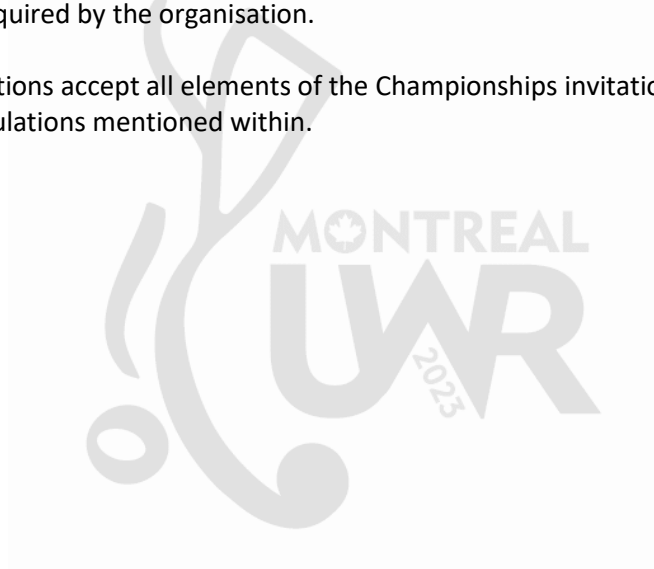 quired by the organisation.
tions accept all elements of the Championships invitatio
ulations mentioned within.
MONTREAL
UWR
2023